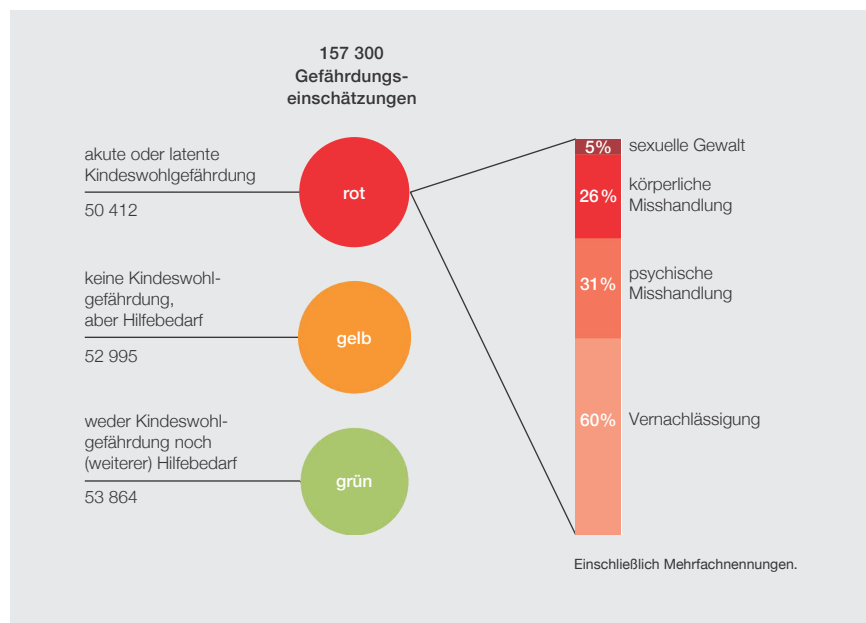 157 300
Gefährdungs-
einschätzungen
akute oder latente
Kindeswohlgefährdung
50 412
rot
keine Kindeswohl-
gefährdung,
aber Hilfebedarf
52 995
gelb
weder Kindeswohl-
gefährdung noch
(weiterer) Hilfebedarf
53 864
grün
5% sexuelle Gewalt
26% körperliche
Misshandlung
31% psychische
Misshandlung
60% Vernachlässigung
Einschließlich Mehrfachnennungen.